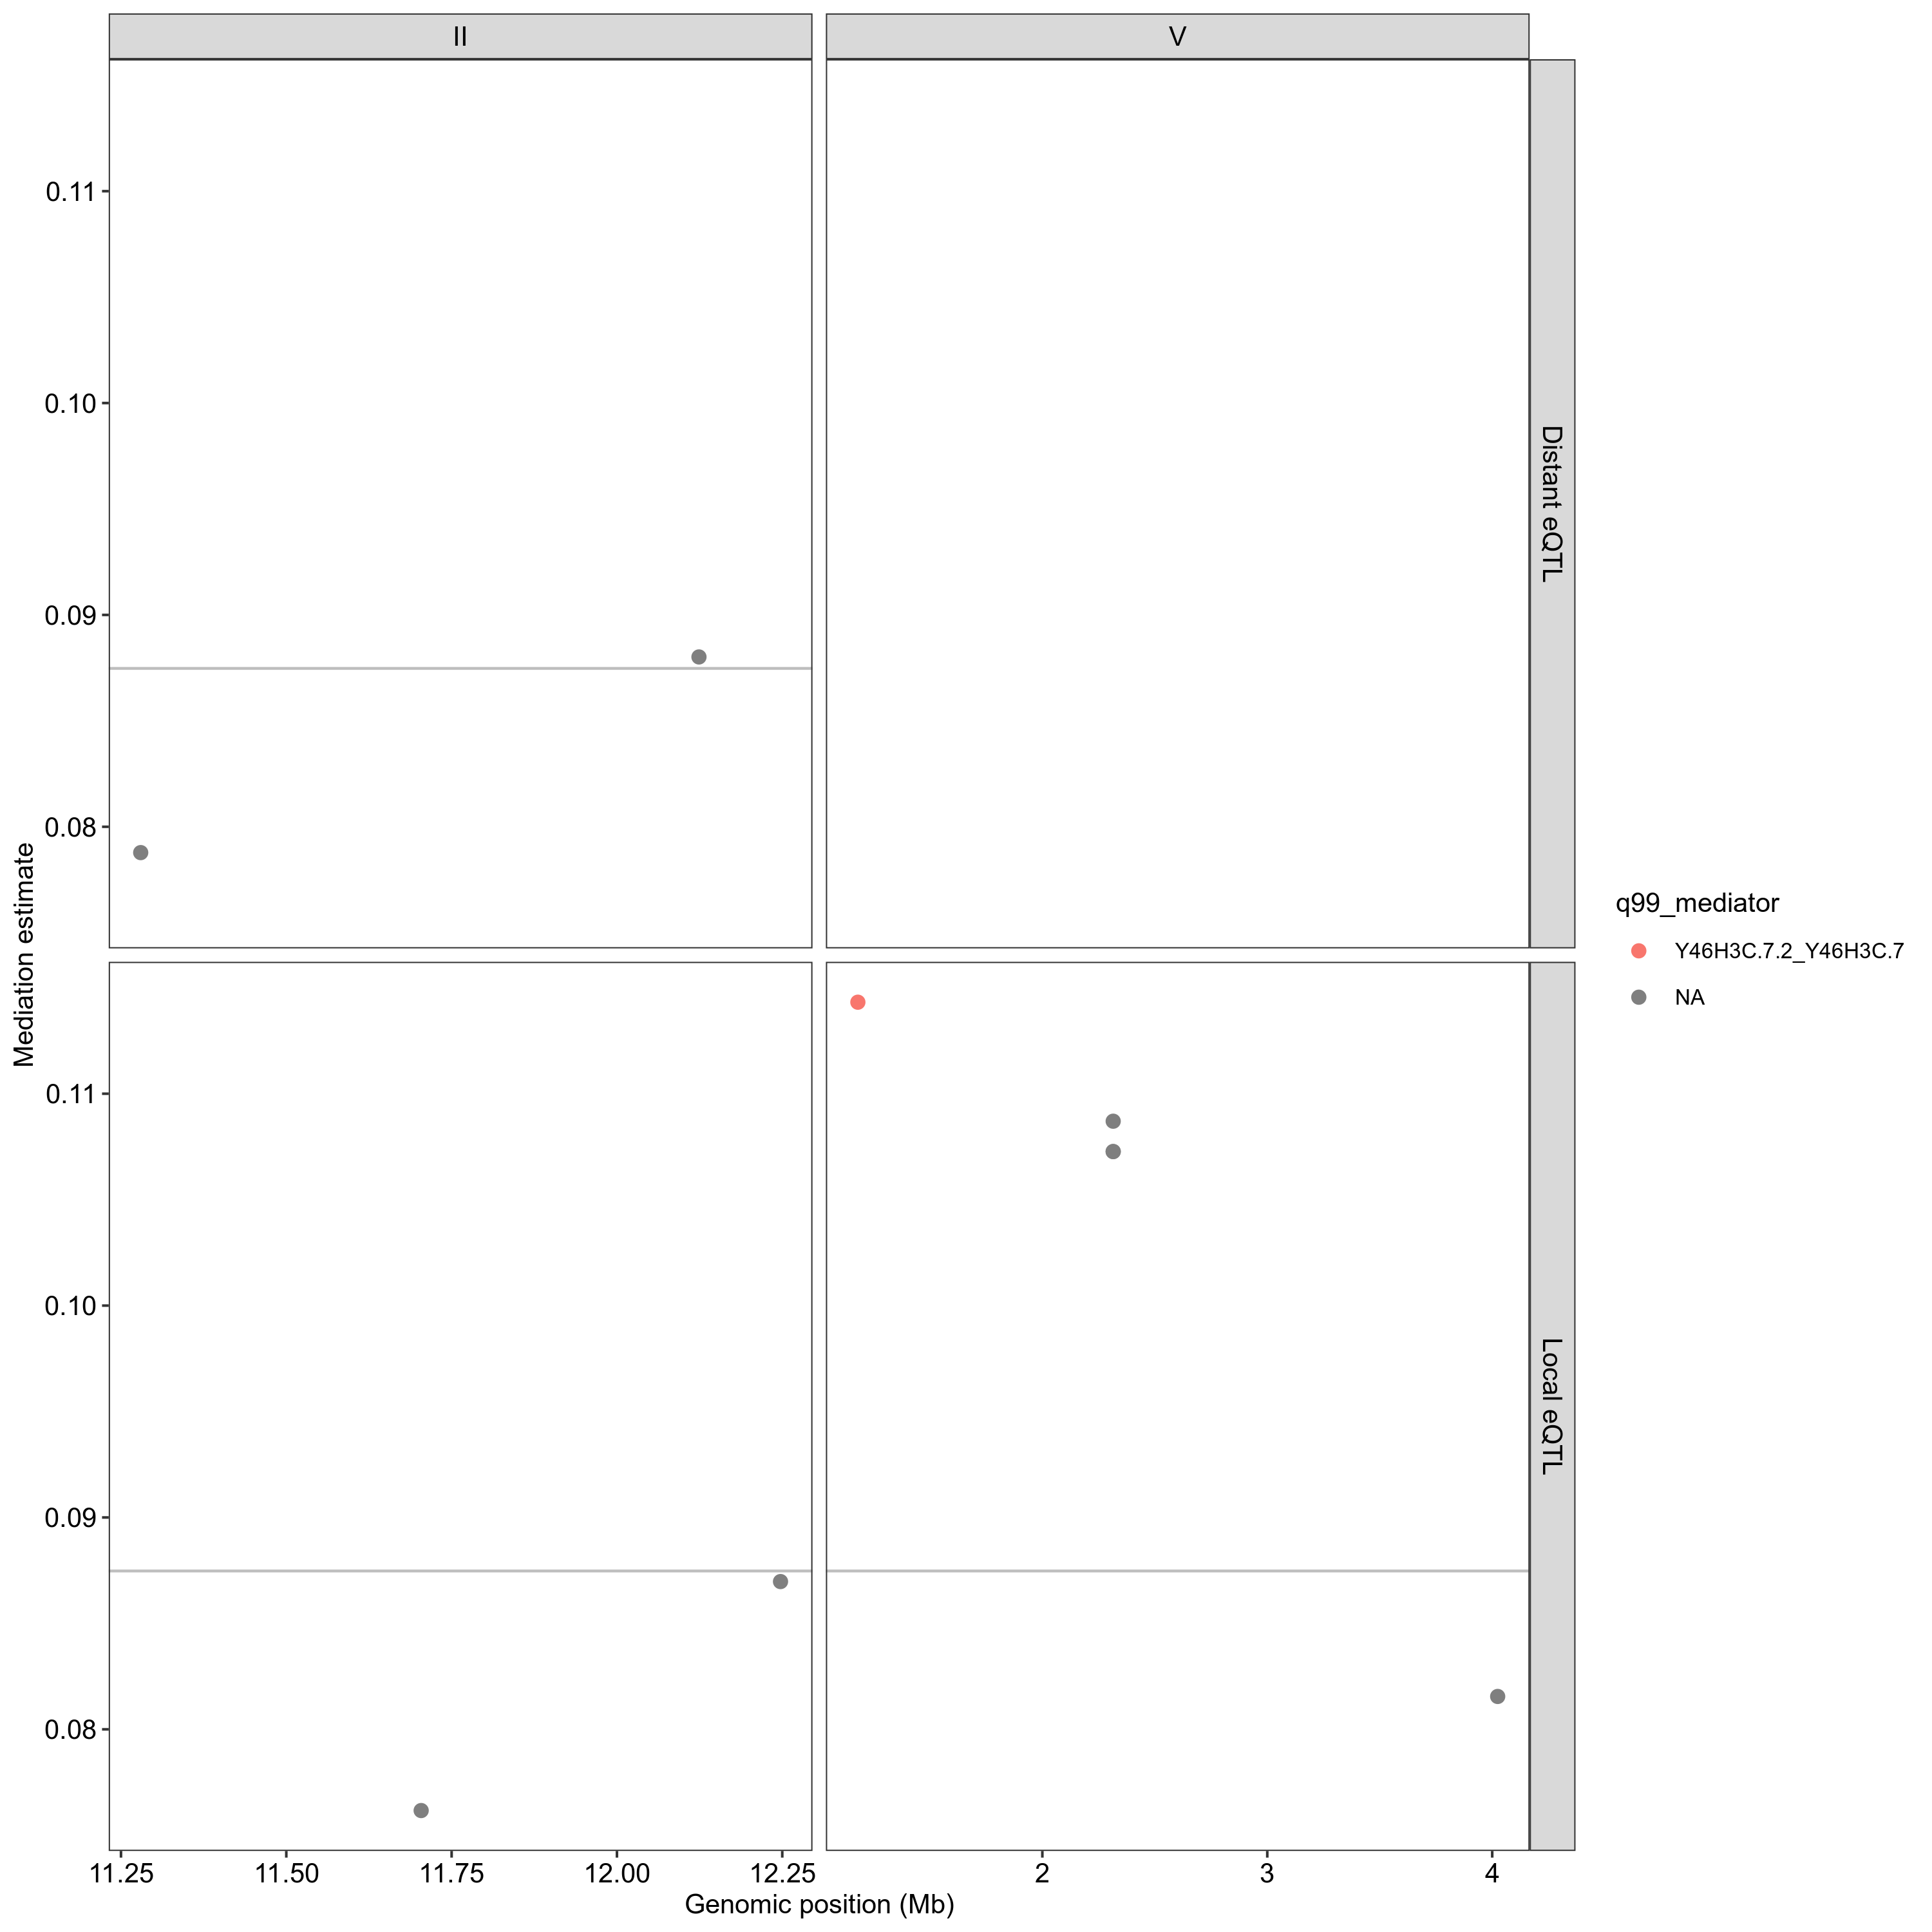 II
V
0.11
0.10
0.09
0.08
Distant eQTL
Mediation estimate
0.11
0.10
0.09
0.08
Local eQTL
11.25 11.50 11.75 12.00 12.25
2 3 4
Genomic position (Mb)
q99_mediator
Y46H3C.7.2_Y46H3C.7
NA